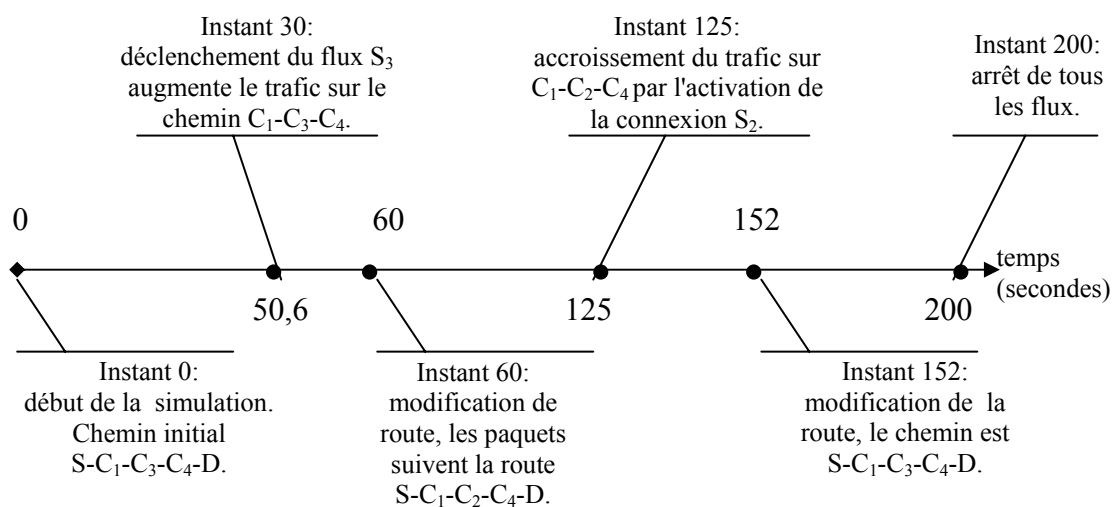 Instant 30:
déclenchement du flux S₃
augmente le trafic sur le
chemin C₁-C₃-C₄.
Instant 125:
accroissement du trafic sur
C₁-C₂-C₄ par l'activation de
la connexion S₂.
Instant 200:
arrêt de tous
les flux.
0
60
152
temps
(secondes)
50,6
125
200
Instant 0:
début de la simulation.
Chemin initial
S-C₁-C₃-C₄-D.
Instant 60:
modification de
route, les paquets
suivent la route
S-C₁-C₂-C₄-D.
Instant 152:
modification de la
route, le chemin est
S-C₁-C₃-C₄-D.